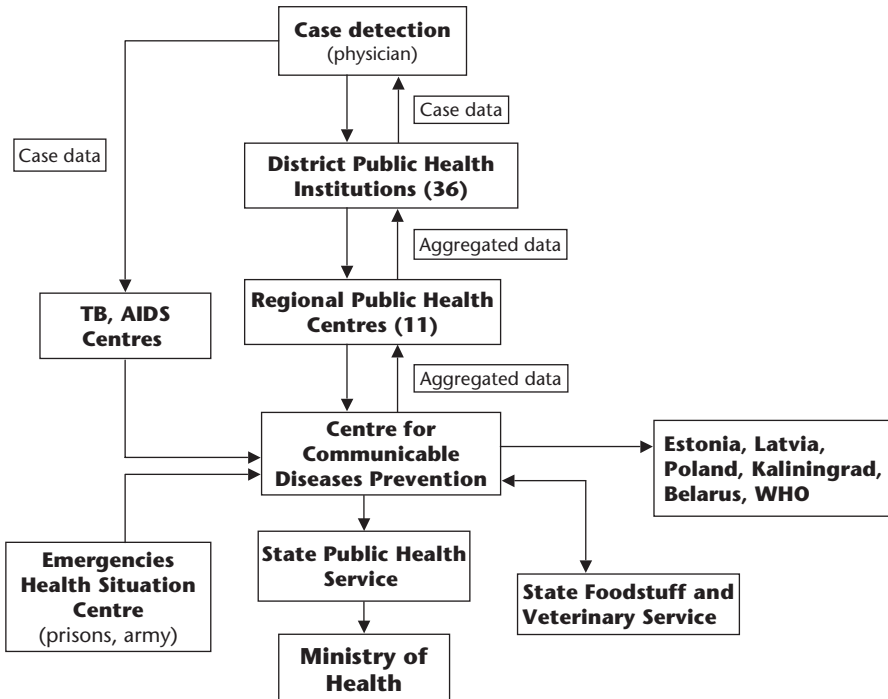 Case detection
(physician)
Case data
Case data
District Public Health
Institutions (36)
Aggregated data
TB, AIDS
Centres
Regional Public Health
Centres (11)
Aggregated data
Centre for
Communicable
Diseases Prevention
Estonia, Latvia,
Poland, Kaliningrad,
Belarus, WHO
Emergencies
Health Situation
Centre
(prisons, army)
State Public Health
Service
State Foodstuff and
Veterinary Service
Ministry of
Health